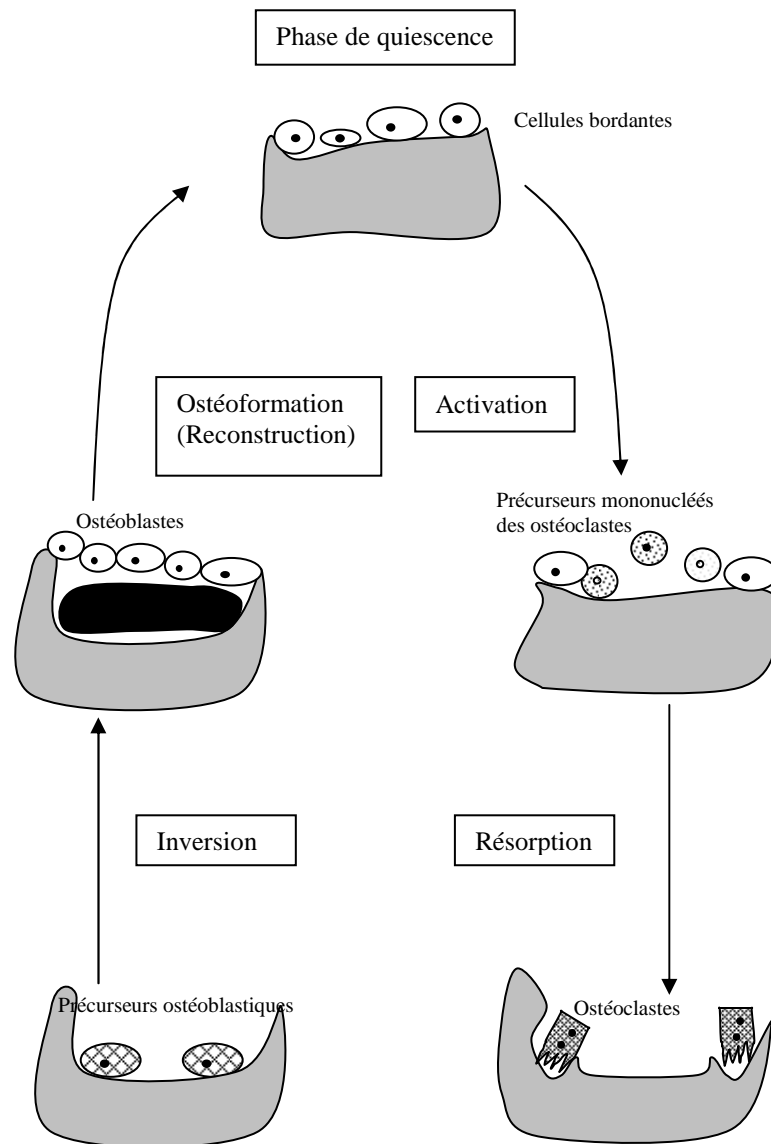 Phase de quiescence
Cellules bordantes
Ostéoformation
(Reconstruction)
Activation
Ostéoblastes
Précurseurs mononucléés
des ostéoclastes
Inversion
Résorption
Précurseurs ostéoblastiques
Ostéoclastes